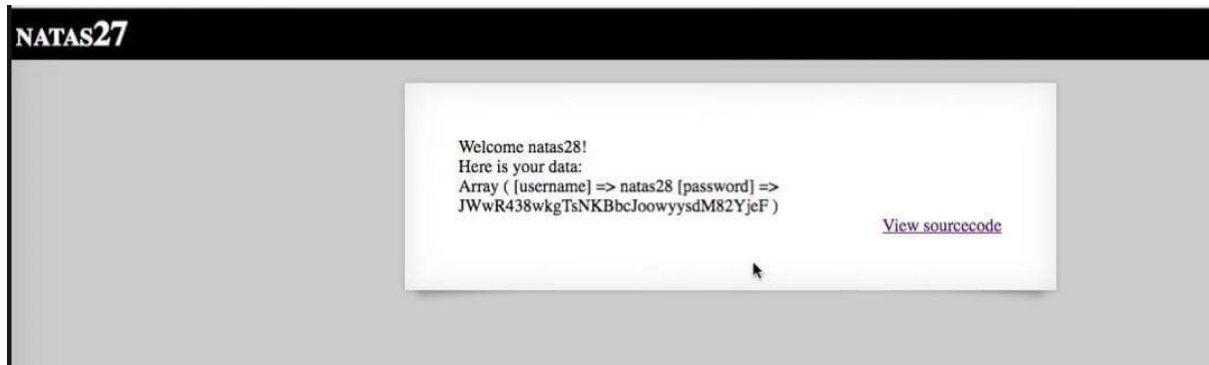 NATAS27
Welcome natas28!
Here is your data:
Array ( [username] => natas28 [password] =>
JWwR438wkgTsNKBbcJoowyysdM82YjeF )
View sourcecode